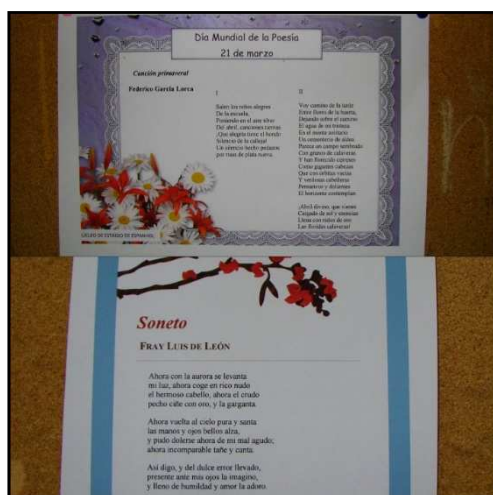 Día Mundial de la Poesía
21 de marzo
Canción primaveral
Federico García Lorca
I
Salen los niños alegres
De la escuela,
Poniendo en el aire tibio
Del abril, canciones tiernas.
¡Que alegría tiene el hondo
Silencio de la calleja!
Un silencio hecho pedazos
por risas de plata nueva.
II
Voy camino de la tarde
Entre flores de la huerta,
Dejando sobre el camino
El agua de mi tristeza.
En el monte solitario
Un cementerio de aldea
Parece un campo sembrado
Con granos de calaveras.
Y han florecido cipreses
Como gigantes cabezas
Que con órbitas vacías
Y verdosas cabelleras
Pensativos y dolientes
El horizonte contemplan.
¡Abril divino, que vienes
Cargado de sol y esencias
Llena con nidos de oro
Las floridas calaveras!
Soneto
FRAY LUIS DE LEÓN
Ahora con la aurora se levanta
mi luz, ahora coge en rico nudo
el hermoso cabello, ahora el crudo
pecho ciñe con oro, y la garganta.
Ahora vuelta al cielo pura y santa
las manos y ojos bellos alza,
y pudo dolerse ahora de mi mal agudo;
ahora incomparable tañe y canta.
Así digo, y del dulce error llevado,
presente ante mis ojos la imagino,
y lleno de humildad y amor la adoro.